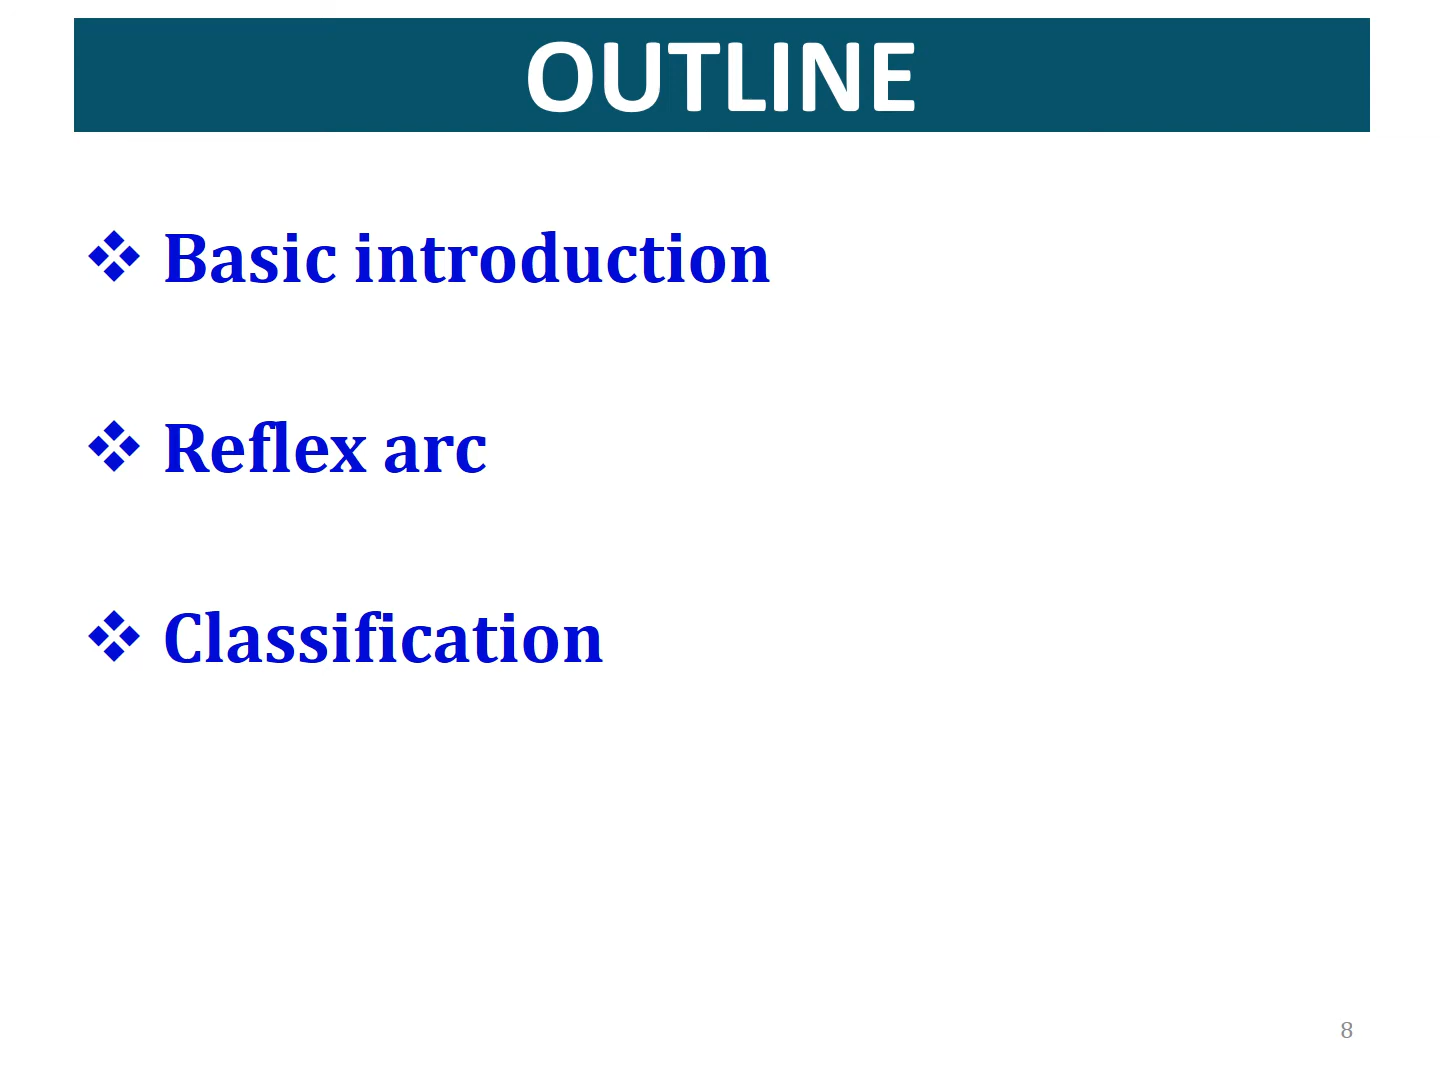 OUTLINE
❖ Basic introduction
❖ Reflex arc
❖ Classification
8